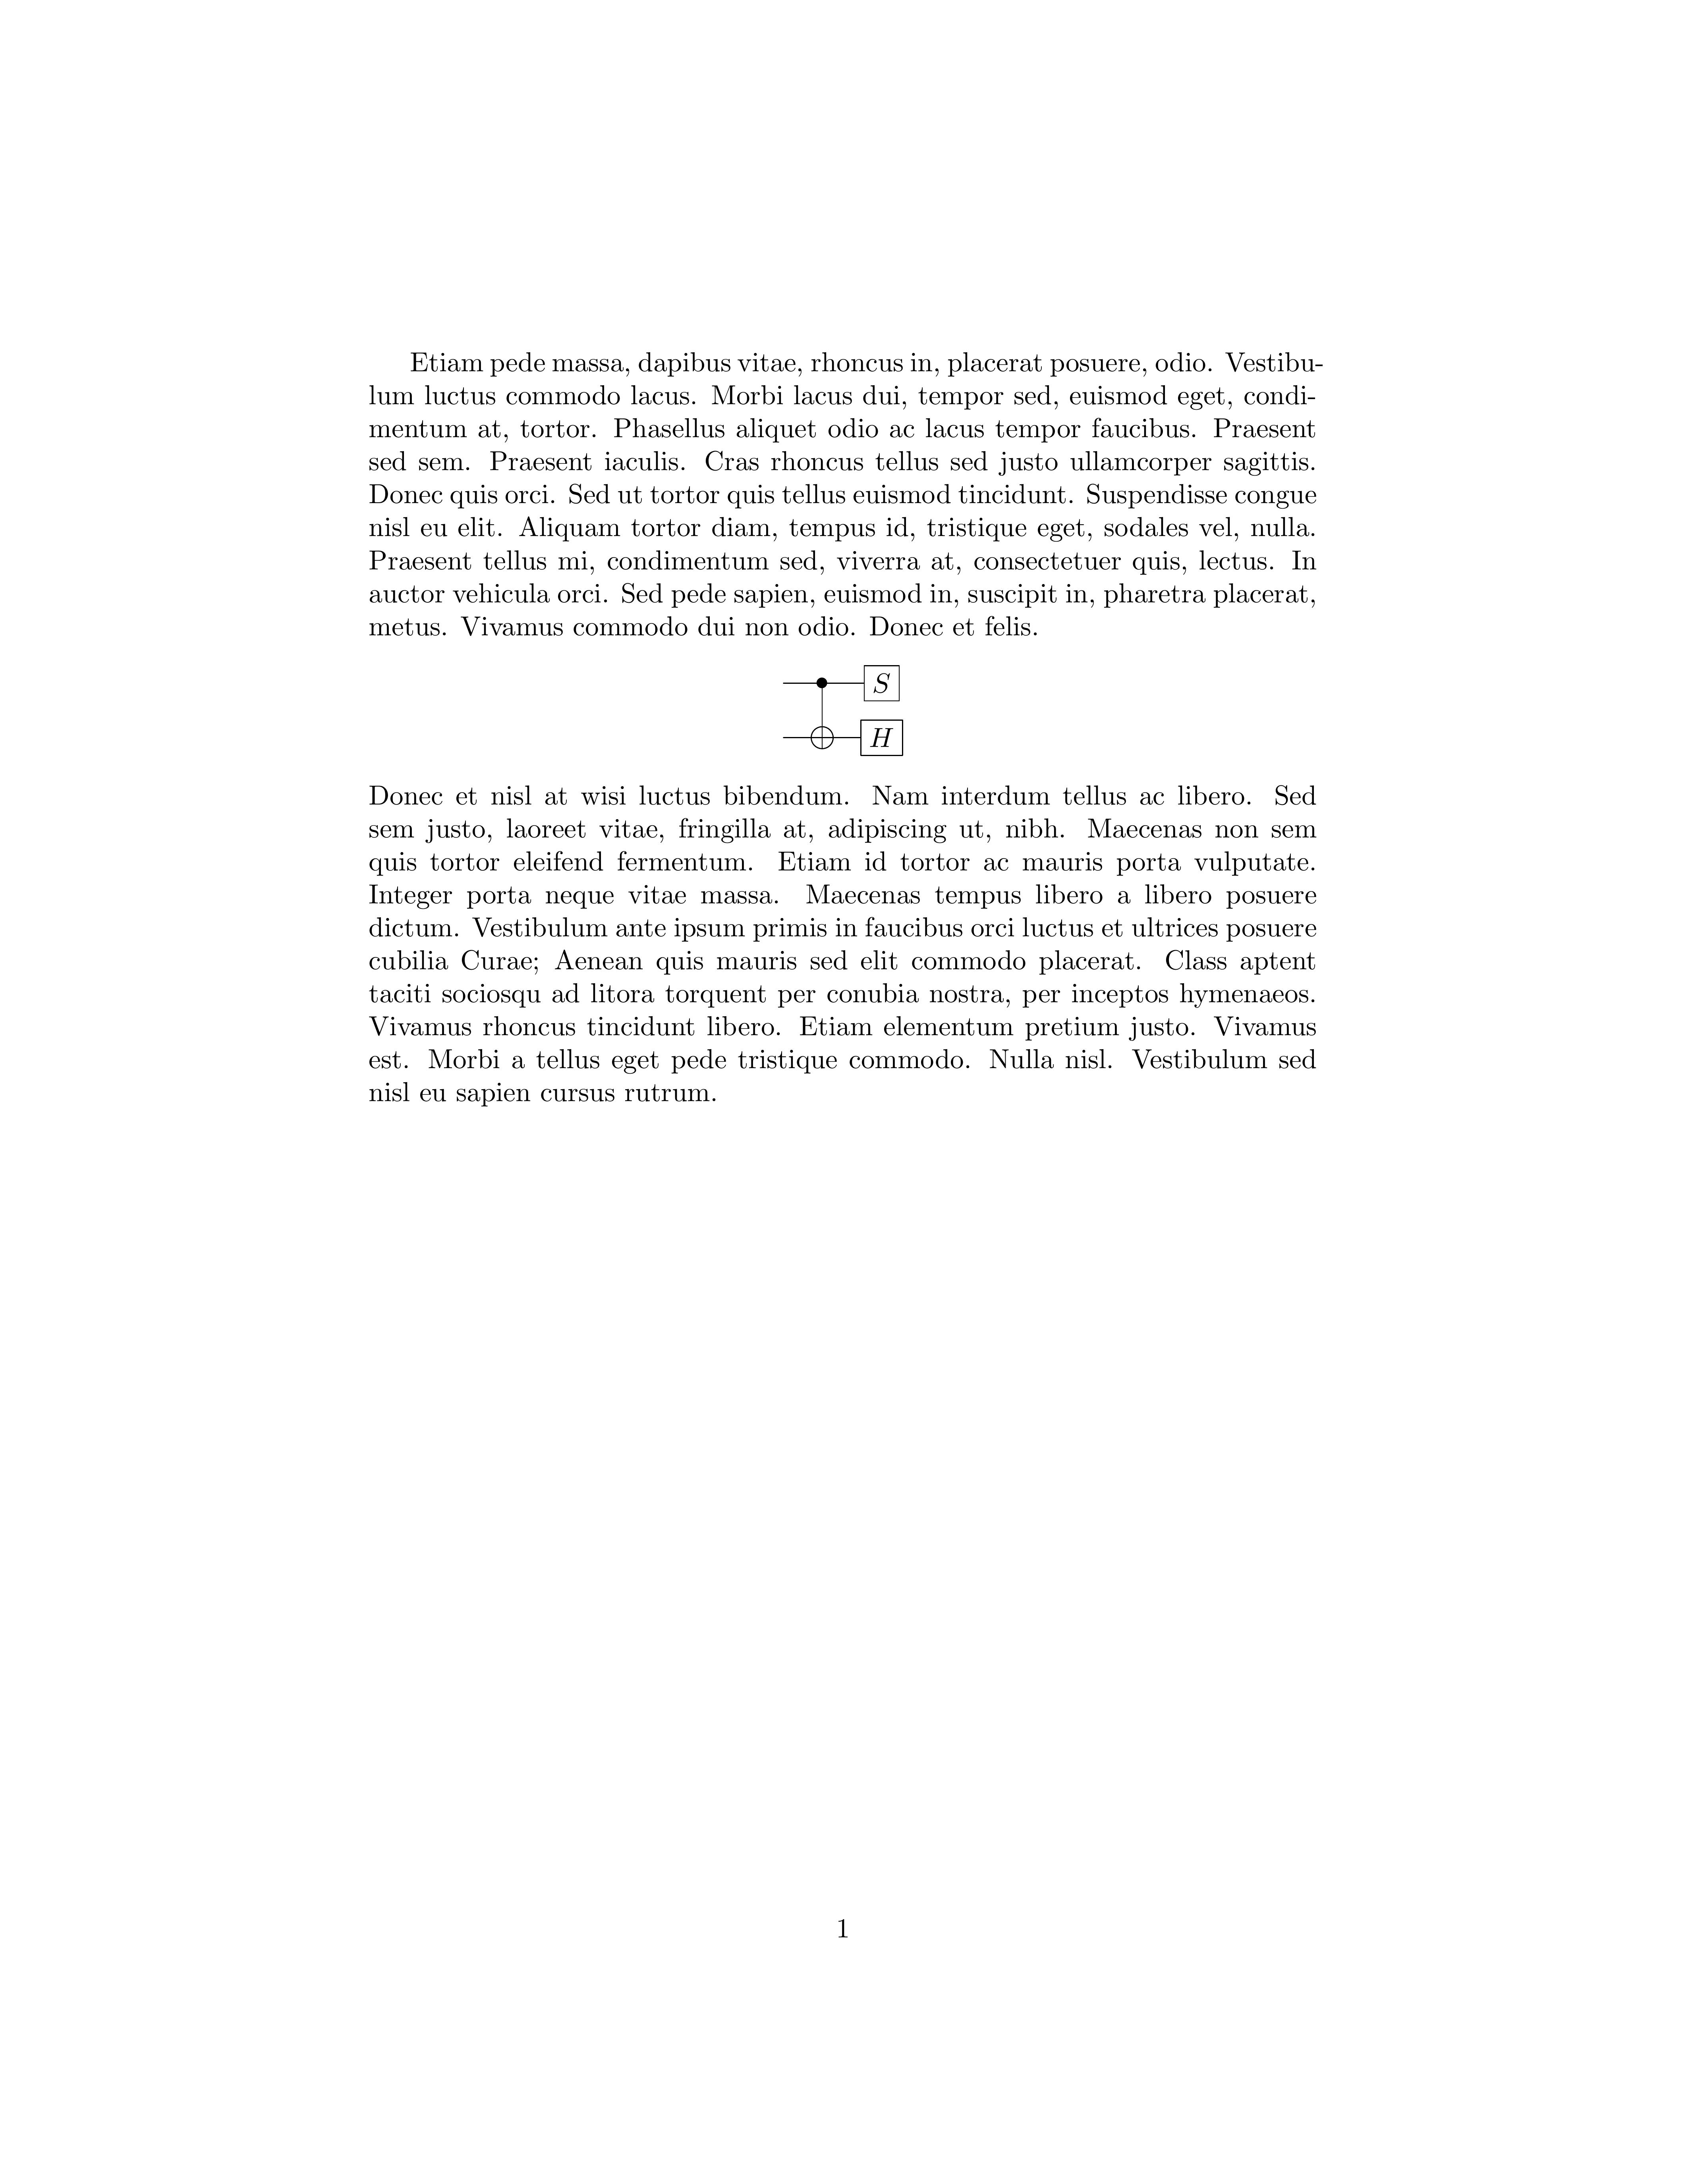 Etiam pede massa, dapibus vitae, rhoncus in, placerat posuere, odio. Vestibu-
lum luctus commodo lacus. Morbi lacus dui, tempor sed, euismod eget, condi-
mentum at, tortor. Phasellus aliquet odio ac lacus tempor faucibus. Praesent
sed sem. Praesent iaculis. Cras rhoncus tellus sed justo ullamcorper sagittis.
Donec quis orci. Sed ut tortor quis tellus euismod tincidunt. Suspendisse congue
nisl eu elit. Aliquam tortor diam, tempus id, tristique eget, sodales vel, nulla.
Praesent tellus mi, condimentum sed, viverra at, consectetuer quis, lectus. In
auctor vehicula orci. Sed pede sapien, euismod in, suscipit in, pharetra placerat,
metus. Vivamus commodo dui non odio. Donec et felis.
S
H
Donec et nisl at wisi luctus bibendum. Nam interdum tellus ac libero. Sed
sem justo, laoreet vitae, fringilla at, adipiscing ut, nibh. Maecenas non sem
quis tortor eleifend fermentum. Etiam id tortor ac mauris porta vulputate.
Integer porta neque vitae massa. Maecenas tempus libero a libero posuere
dictum. Vestibulum ante ipsum primis in faucibus orci luctus et ultrices posuere
cubilia Curae; Aenean quis mauris sed elit commodo placerat. Class aptent
taciti sociosqu ad litora torquent per conubia nostra, per inceptos hymenaeos.
Vivamus rhoncus tincidunt libero. Etiam elementum pretium justo. Vivamus
est. Morbi a tellus eget pede tristique commodo. Nulla nisl. Vestibulum sed
nisl eu sapien cursus rutrum.
1